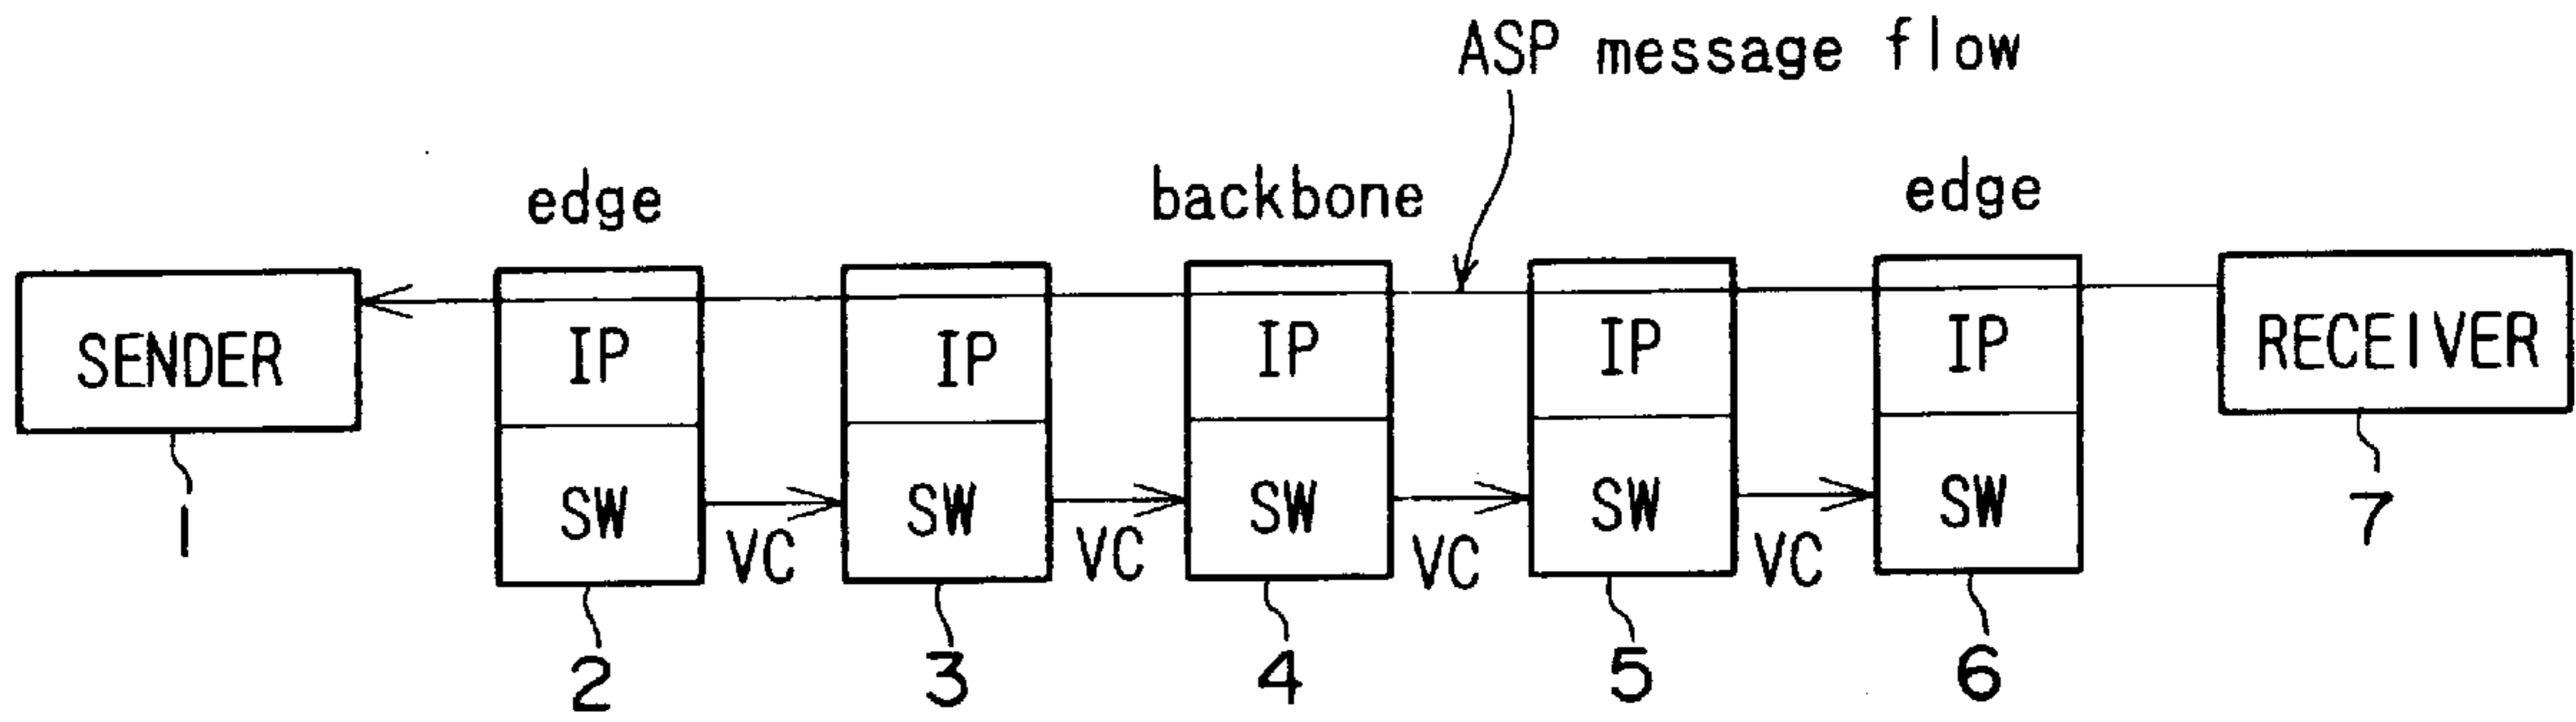 ASP message flow
edge
backbone
edge
SENDER
IP
IP
IP
IP
IP
RECEIVER
SW
SW
SW
SW
SW
VC
VC
VC
VC
1
2
3
4
5
6
7